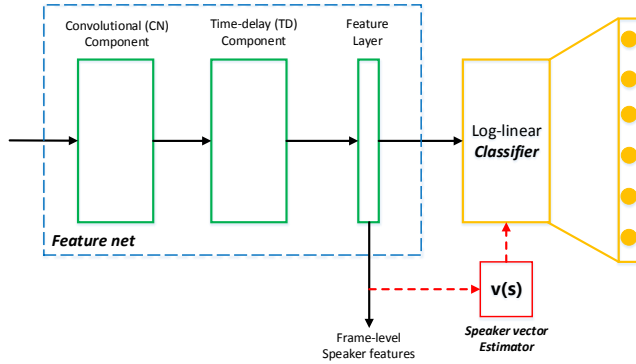 Convolutional (CN)
Component
Time-delay (TD)
Component
Feature
Layer
Log-linear
Classifier
Feature net
v(s)
Speaker vector
Estimator
Frame-level
Speaker features